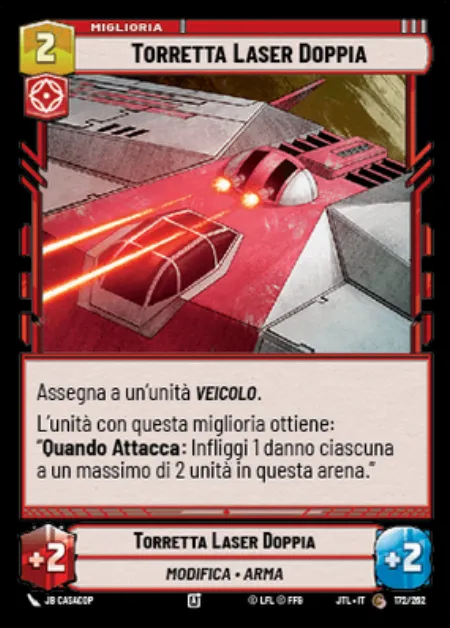 MIGLIORIA
2
TORRETTA LASER DOPPIA
Assegna a un'unità VEICOLO.
L'unità con questa miglioria ottiene:
"Quando Attacca: Infliggi 1 danno ciascuna
a un massimo di 2 unità in questa arena."
+2
TORRETTA LASER DOPPIA
+2
MODIFICA • ARMA
JB CASACOP
A
© LFL © FFG
JTL • IT
C
172/262